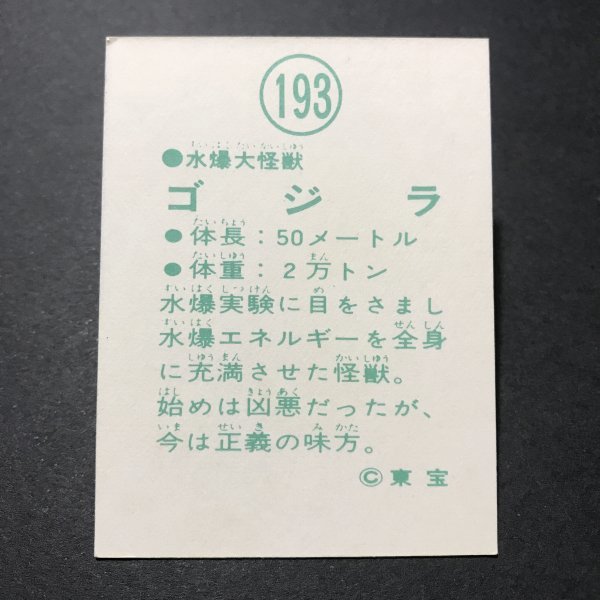 193
●水爆大怪獣
ゴジラ
●体長：50メートル
●体重：2万トン
水爆実験に目をさまし
水爆エネルギーを全身
に充満させた怪獣。
始めは凶悪だったが、
今は正義の味方。
©東宝